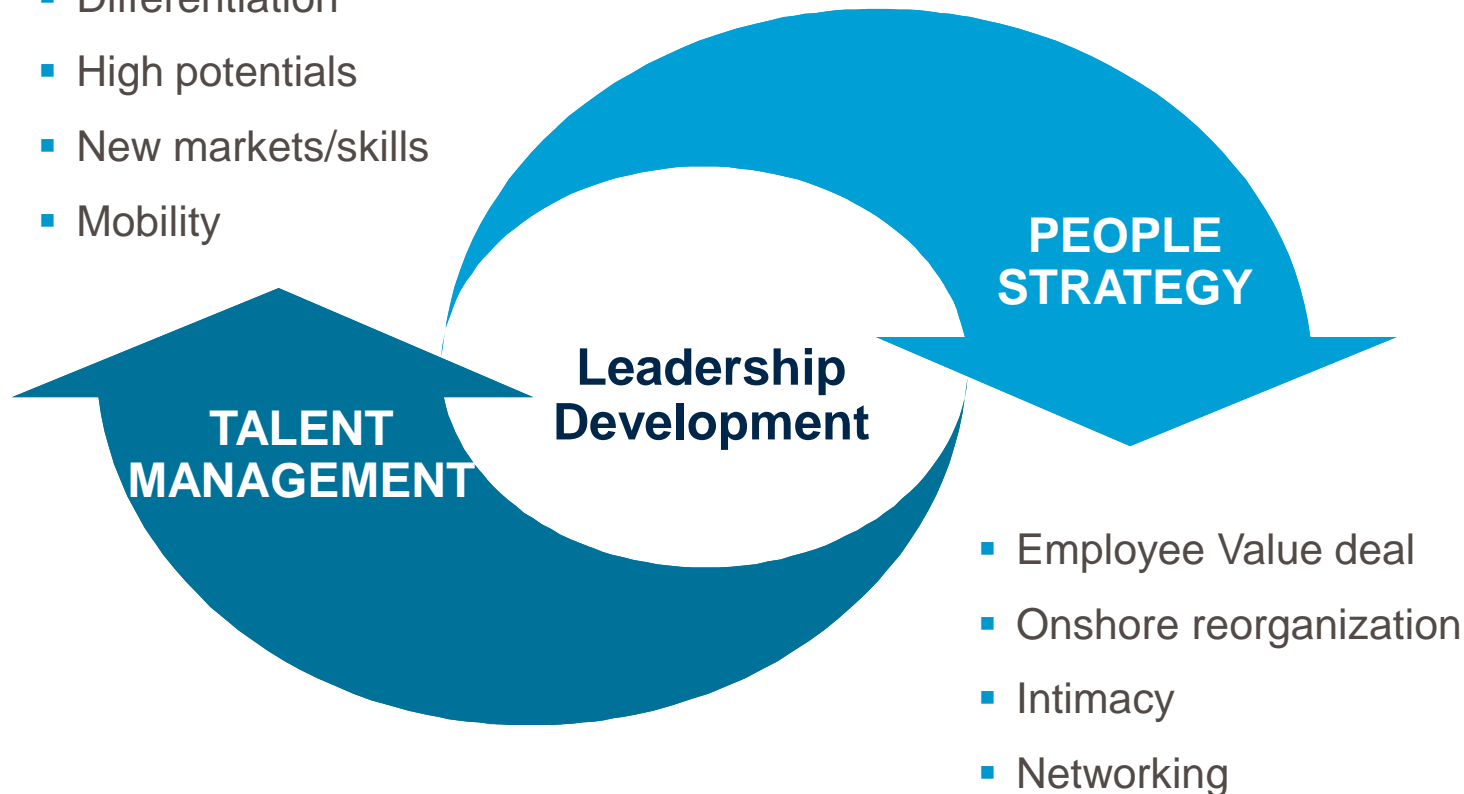 Differentiation
High potentials
New markets/skills
Mobility
PEOPLE
STRATEGY
Leadership
Development
TALENT
MANAGEMENT
Employee Value deal
Onshore reorganization
Intimacy
Networking